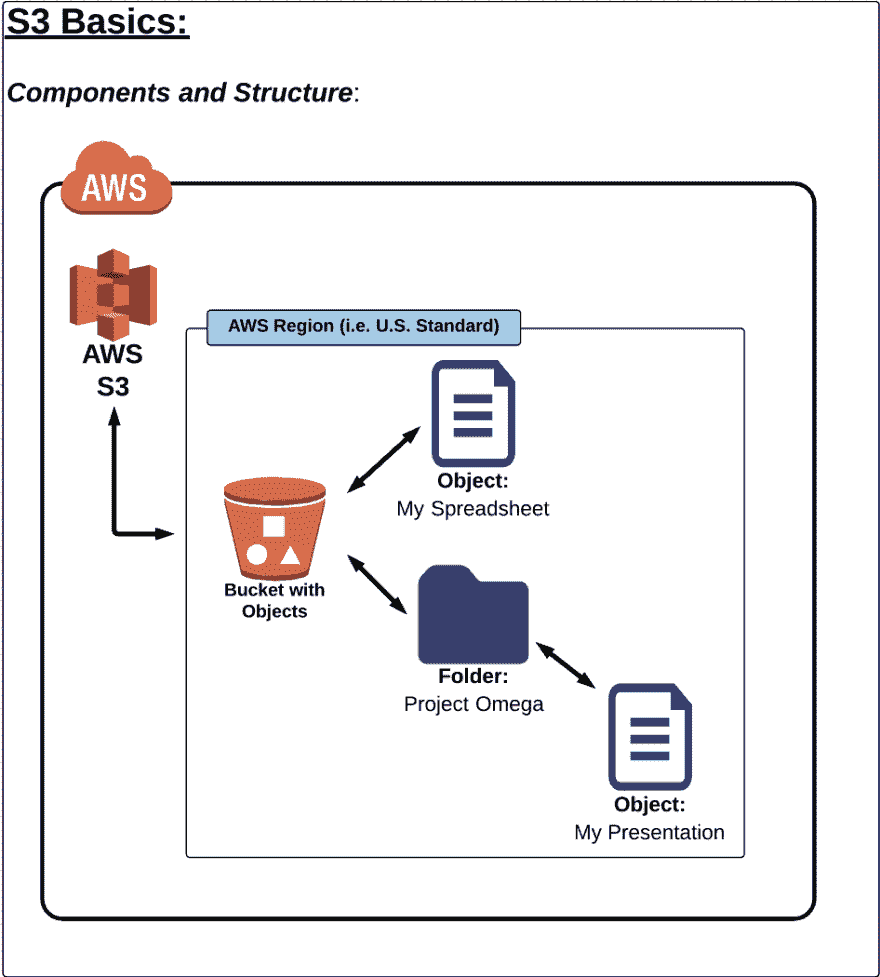 S3 Basics:
Components and Structure:
AWS
AWS
S3
AWS Region (i.e. U.S. Standard)
Object:
My Spreadsheet
Bucket with
Objects
Folder:
Project Omega
Object:
My Presentation